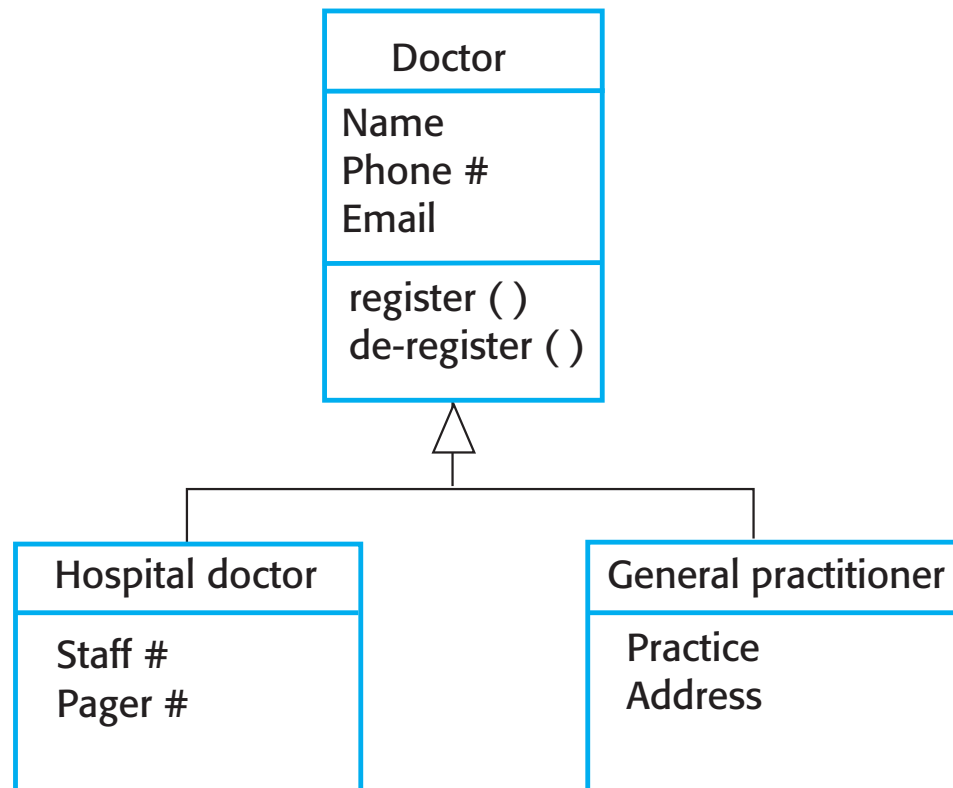 Doctor
Name
Phone #
Email
register ( )
de-register ( )
Hospital doctor
Staff #
Pager #
General practitioner
Practice
Address